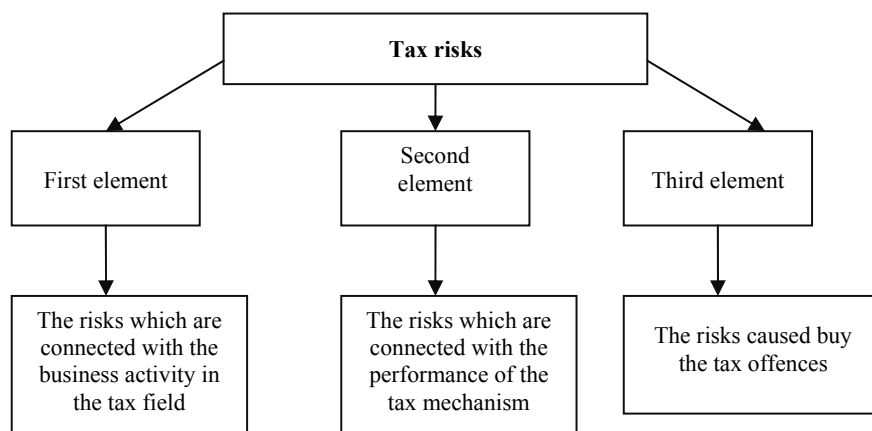 Tax risks
First element
Second
element
Third element
The risks which are
connected with the
business activity in
the tax field
The risks which are
connected with the
performance of the
tax mechanism
The risks caused buy
the tax offences